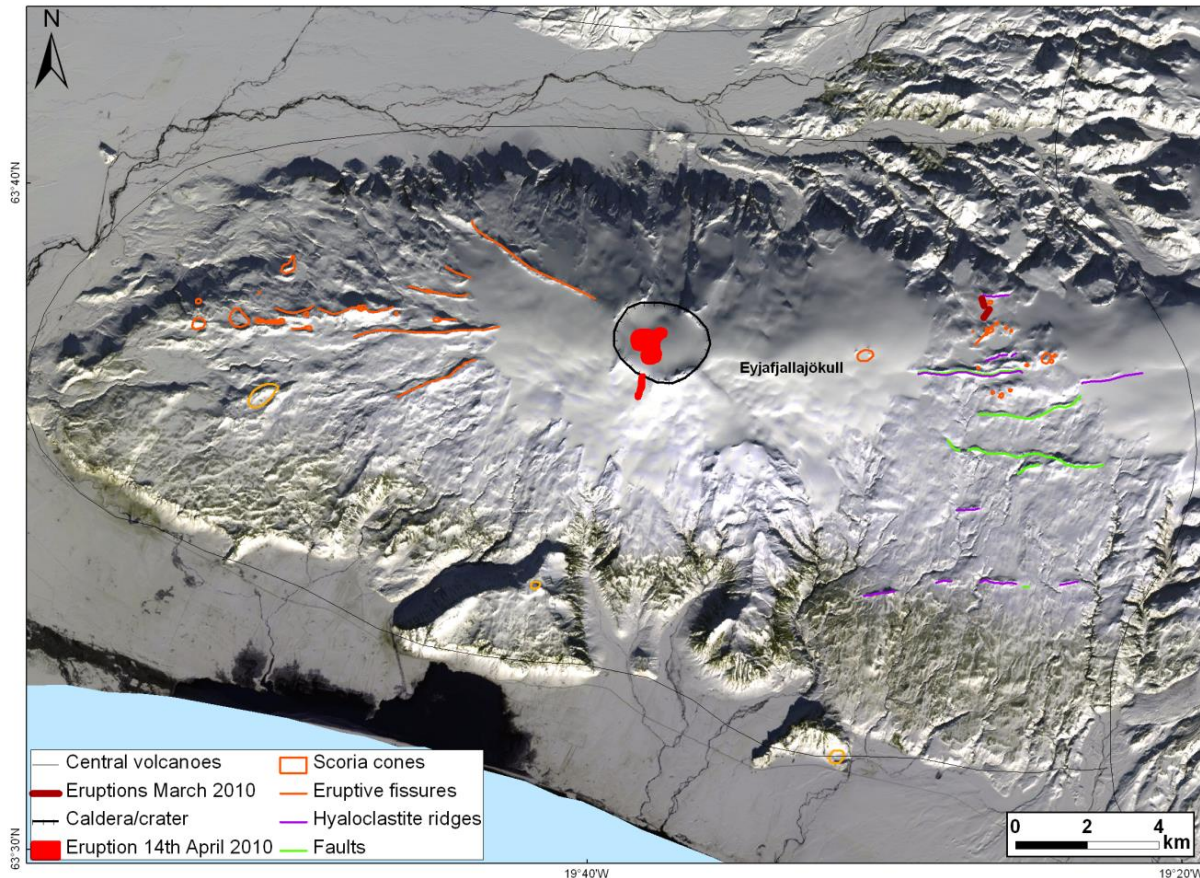 N
63°40'N
Eyjafjallajökull
Central volcanoes
Eruptions March 2010
Caldera/crater
Eruption 14th April 2010
Scoria cones
Eruptive fissures
Hyaloclastite ridges
Faults
0 2 4
km
63°30'N
19°40'W
19°20'W